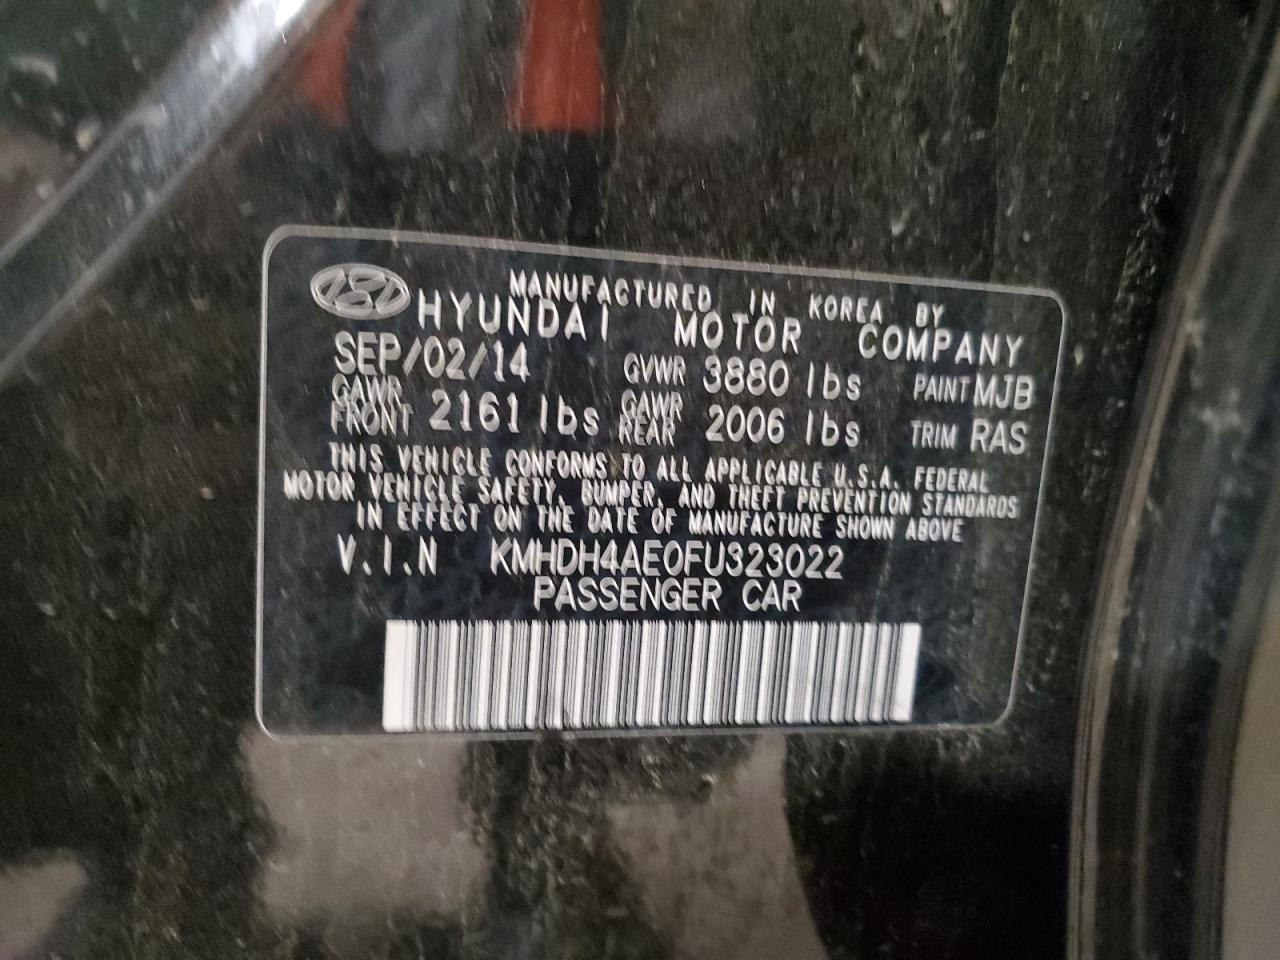 MANUFACTURED IN KOREA BY
HYUNDAI MOTOR COMPANY
SEP/02/14 GVWR 3880 lbs PAINT MJB
GAWR FRONT 2161 lbs GAWR REAR 2006 lbs TRIM RAS
THIS VEHICLE CONFORMS TO ALL APPLICABLE U.S.A. FEDERAL
MOTOR VEHICLE SAFETY, BUMPER, AND THEFT PREVENTION STANDARDS
IN EFFECT ON THE DATE OF MANUFACTURE SHOWN ABOVE
V.I.N KMHDH4AE0FU323022
PASSENGER CAR